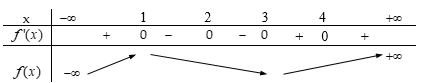 x −∞ 1 2 3 4 +∞
f'(x) + 0 − 0 − 0 + 0 +
+∞
f(x) −∞